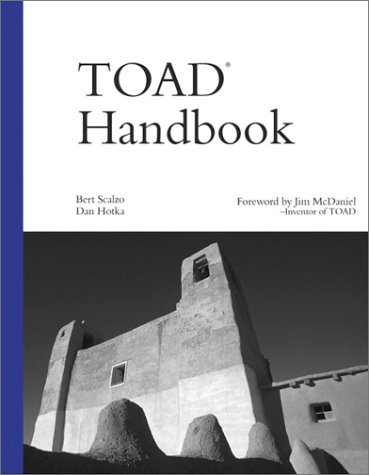 TOAD®
Handbook
Bert Scalzo
Dan Hotka
Foreword by Jim McDaniel
–Inventor of TOAD